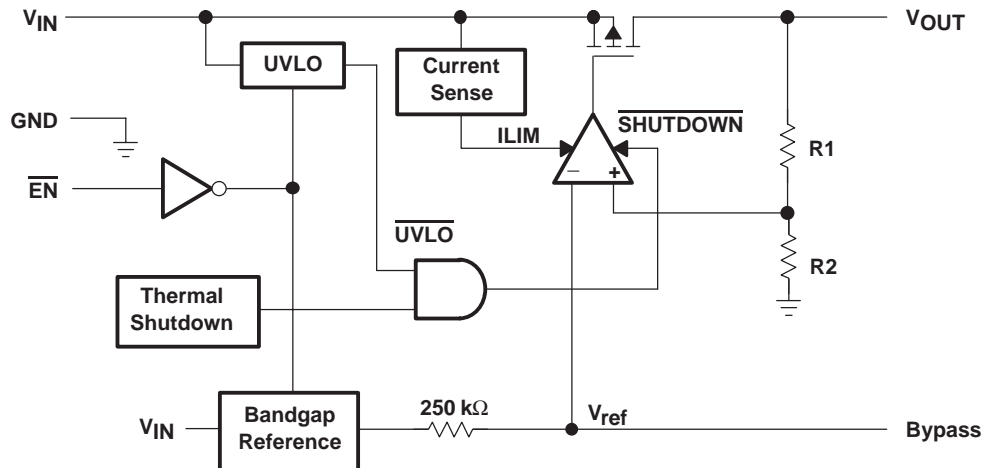 VIN
VOUT
UVLO
Current
Sense
SHUTDOWN
GND
ILIM
R1
EN
− +
UVLO
R2
Thermal
Shutdown
250 kΩ
VIN
Bandgap
Reference
Vref
Bypass